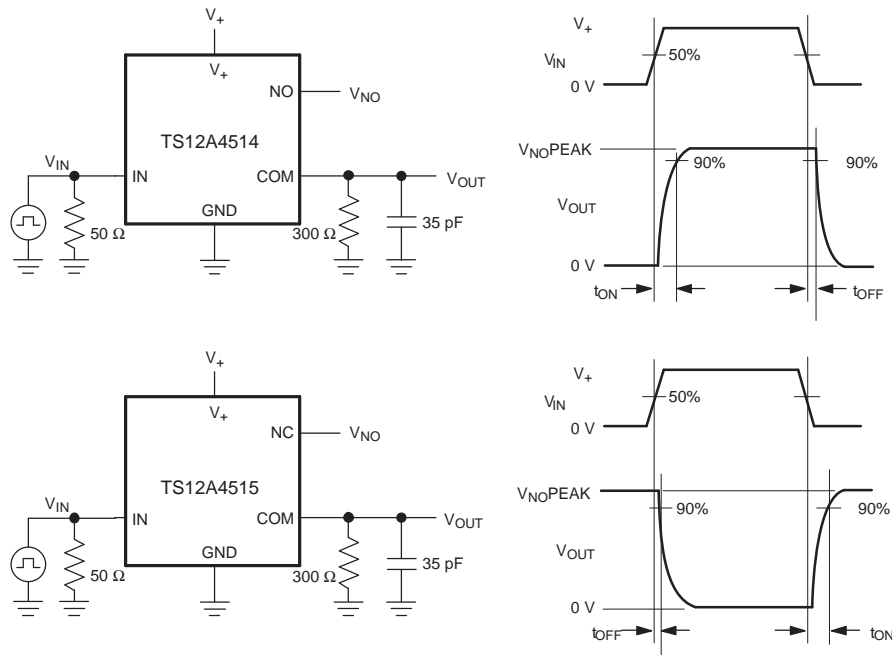 V+
V+
NO
VNO
TS12A4514
VIN
IN
COM
VOUT
GND
50 Ω
300 Ω
35 pF
V+
VIN
50%
0 V
VNOPEAK
90%
90%
VOUT
0 V
tON
tOFF
V+
V+
NC
VNO
TS12A4515
VIN
IN
COM
VOUT
GND
50 Ω
300 Ω
35 pF
V+
VIN
50%
0 V
VNOPEAK
90%
90%
VOUT
0 V
tOFF
tON